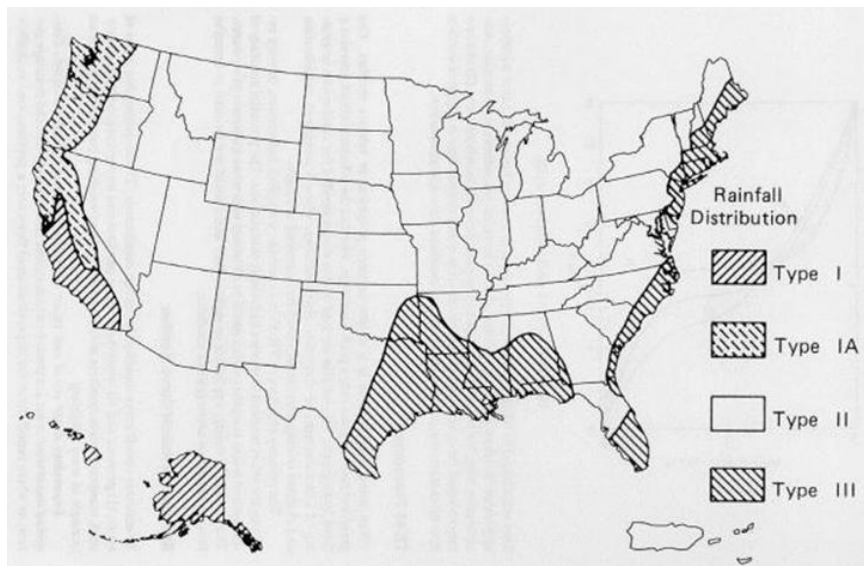 Rainfall
Distribution
Type I
Type IA
Type II
Type III